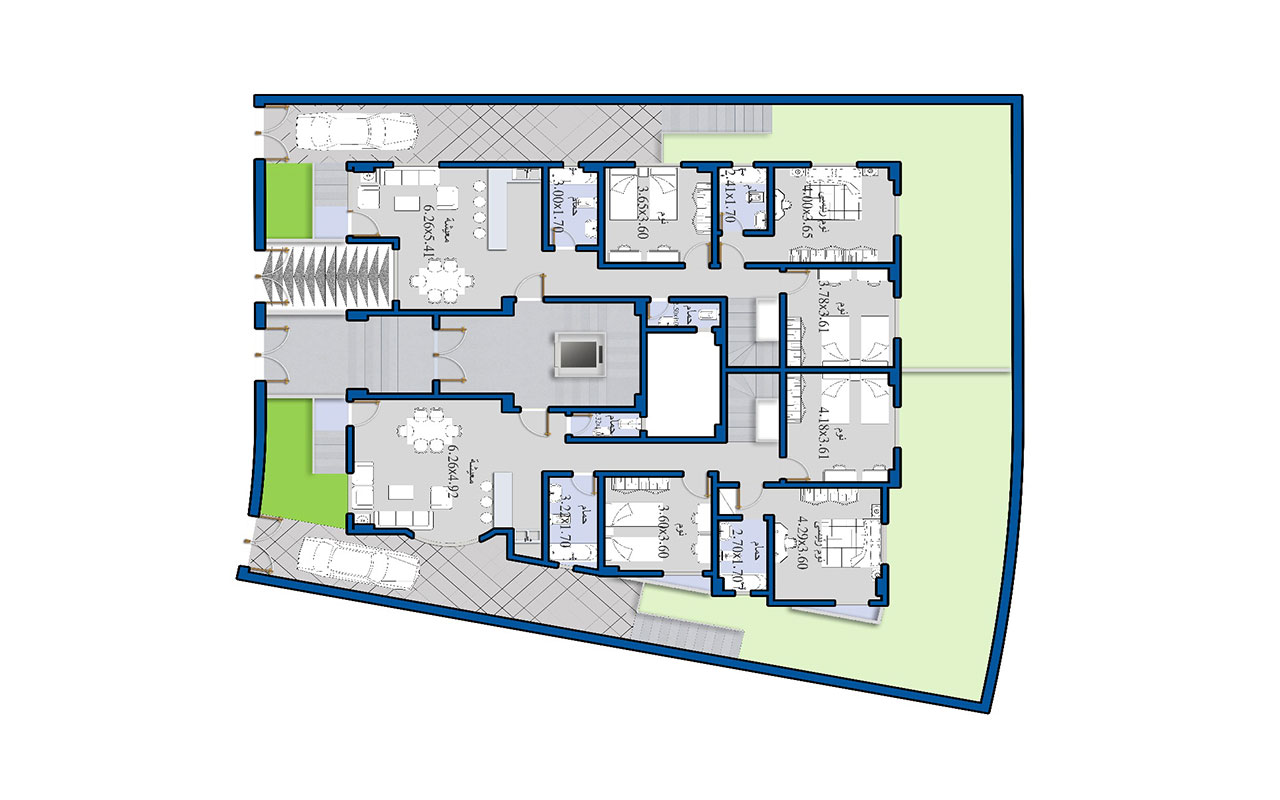 معيشة
6.26x5.41
حمام
3.00x1.70
نوم
3.65x3.60
حمام
2.41x1.70
نوم رئيسى
4.00x3.65
نوم
3.78x3.61
حمام
نوم
4.18x3.61
حمام
معيشة
6.26x4.92
حمام
3.22x1.70
نوم
3.60x3.60
حمام
2.70x1.70
نوم رئيسى
4.29x3.60